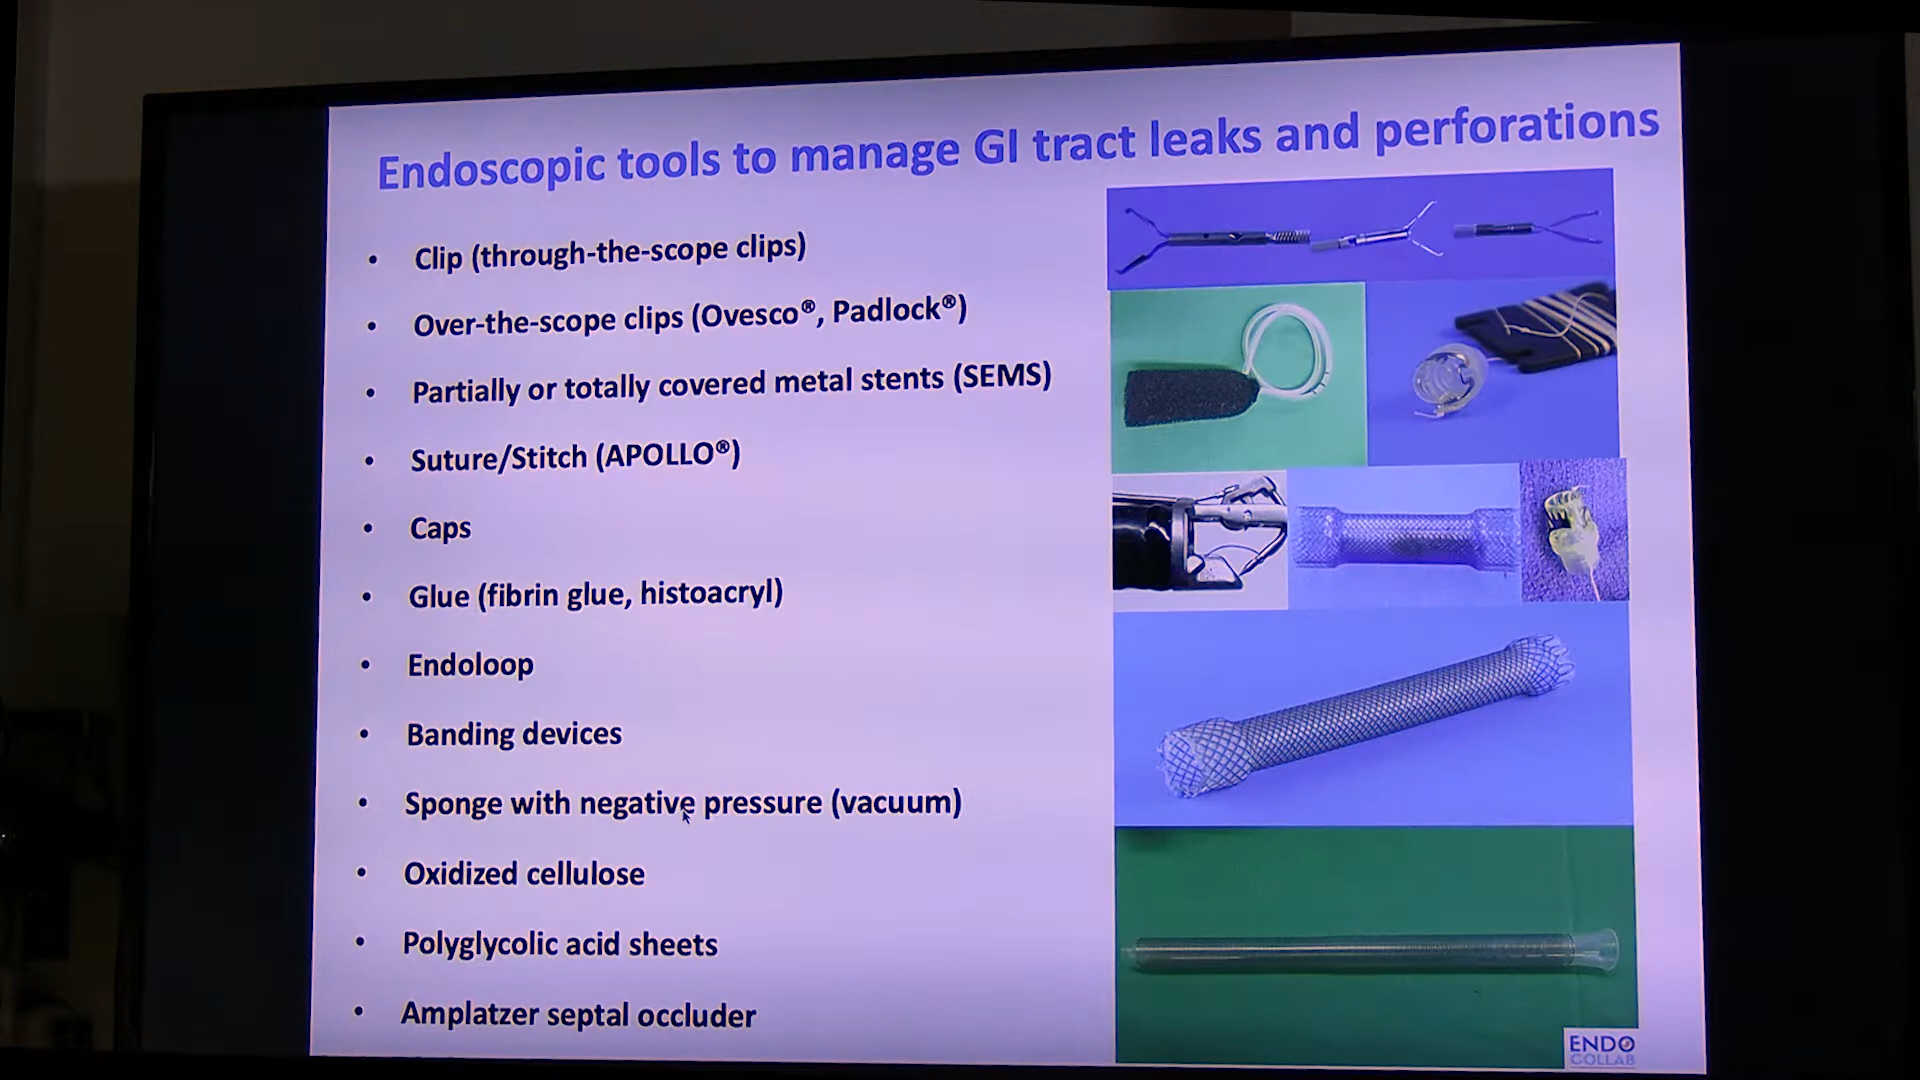 Endoscopic tools to manage GI tract leaks and perforations
• Clip (through-the-scope clips)
• Over-the-scope clips (Ovesco®, Padlock®)
• Partially or totally covered metal stents (SEMS)
• Suture/Stitch (APOLLO®)
• Caps
• Glue (fibrin glue, histoacryl)
• Endoloop
• Banding devices
• Sponge with negative pressure (vacuum)
• Oxidized cellulose
• Polyglycolic acid sheets
• Amplatzer septal occluder
ENDO
COLLAB